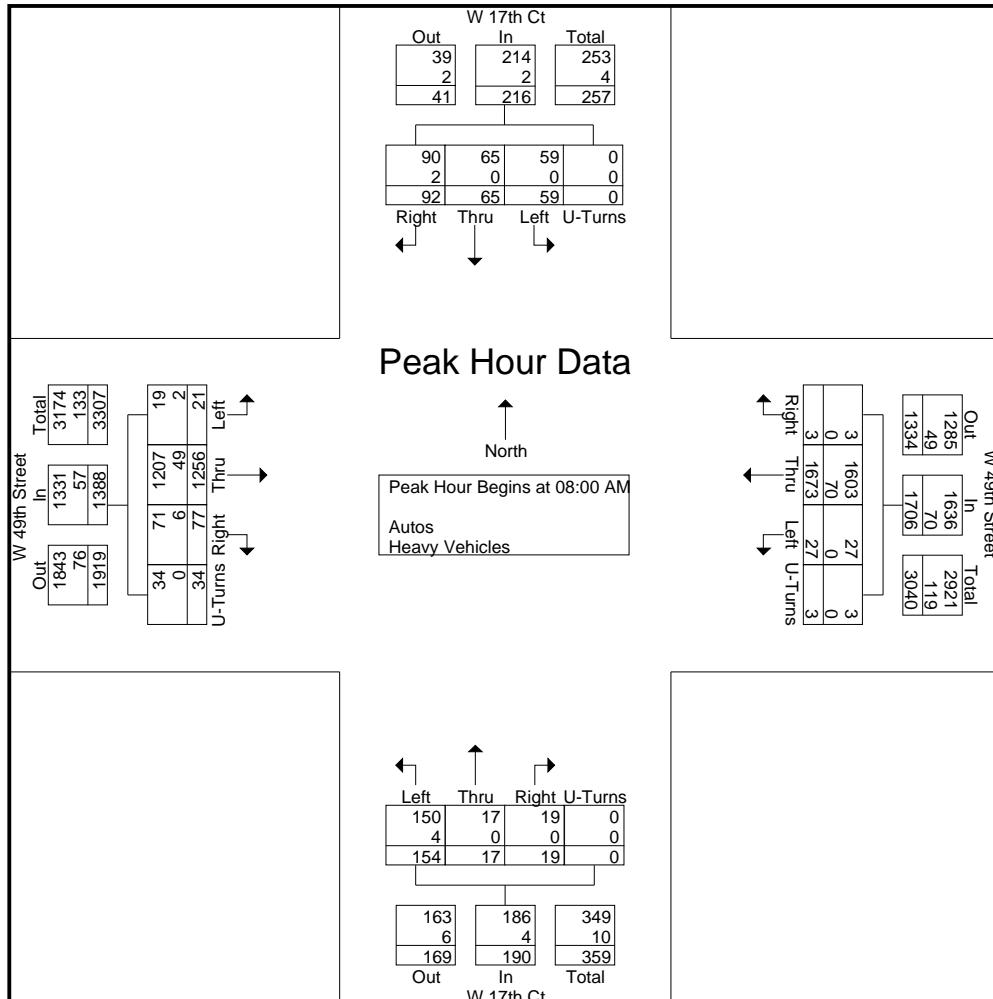 W 17th Ct
Out In Total
39 214 253
2 2 4
41 216 257
90 65 59 0
2 0 0 0
92 65 59 0
Right Thru Left U-Turns
Peak Hour Data
North
Peak Hour Begins at 08:00 AM
Autos
Heavy Vehicles
W 49th Street
Total In Out
3174 1331 1843
133 57 76
3307 1388 1919
19 1207 71 34
2 49 6 0
21 1256 77 34
Left Thru Right U-Turns
W 49th Street
Out In Total
1285 1636 2921
49 70 119
1334 1706 3040
3 1603 27 3
0 70 0 0
3 1673 27 3
Right Thru Left U-Turns
Left Thru Right U-Turns
150 17 19 0
4 0 0 0
154 17 19 0
163 186 349
6 4 10
169 190 359
Out In Total
W 17th Ct